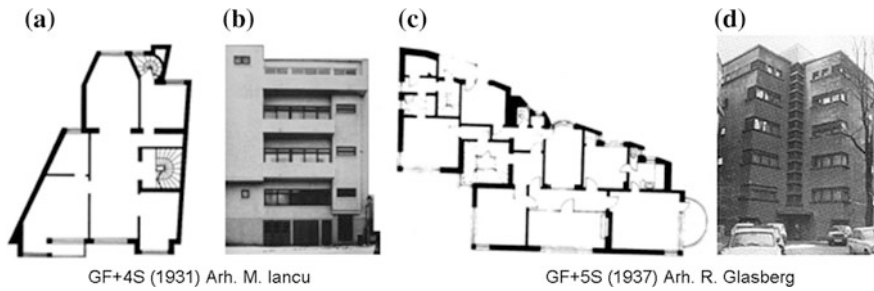 (a)
(b)
(c)
(d)
GF+4S (1931) Arh. M. Iancu
GF+5S (1937) Arh. R. Glasberg